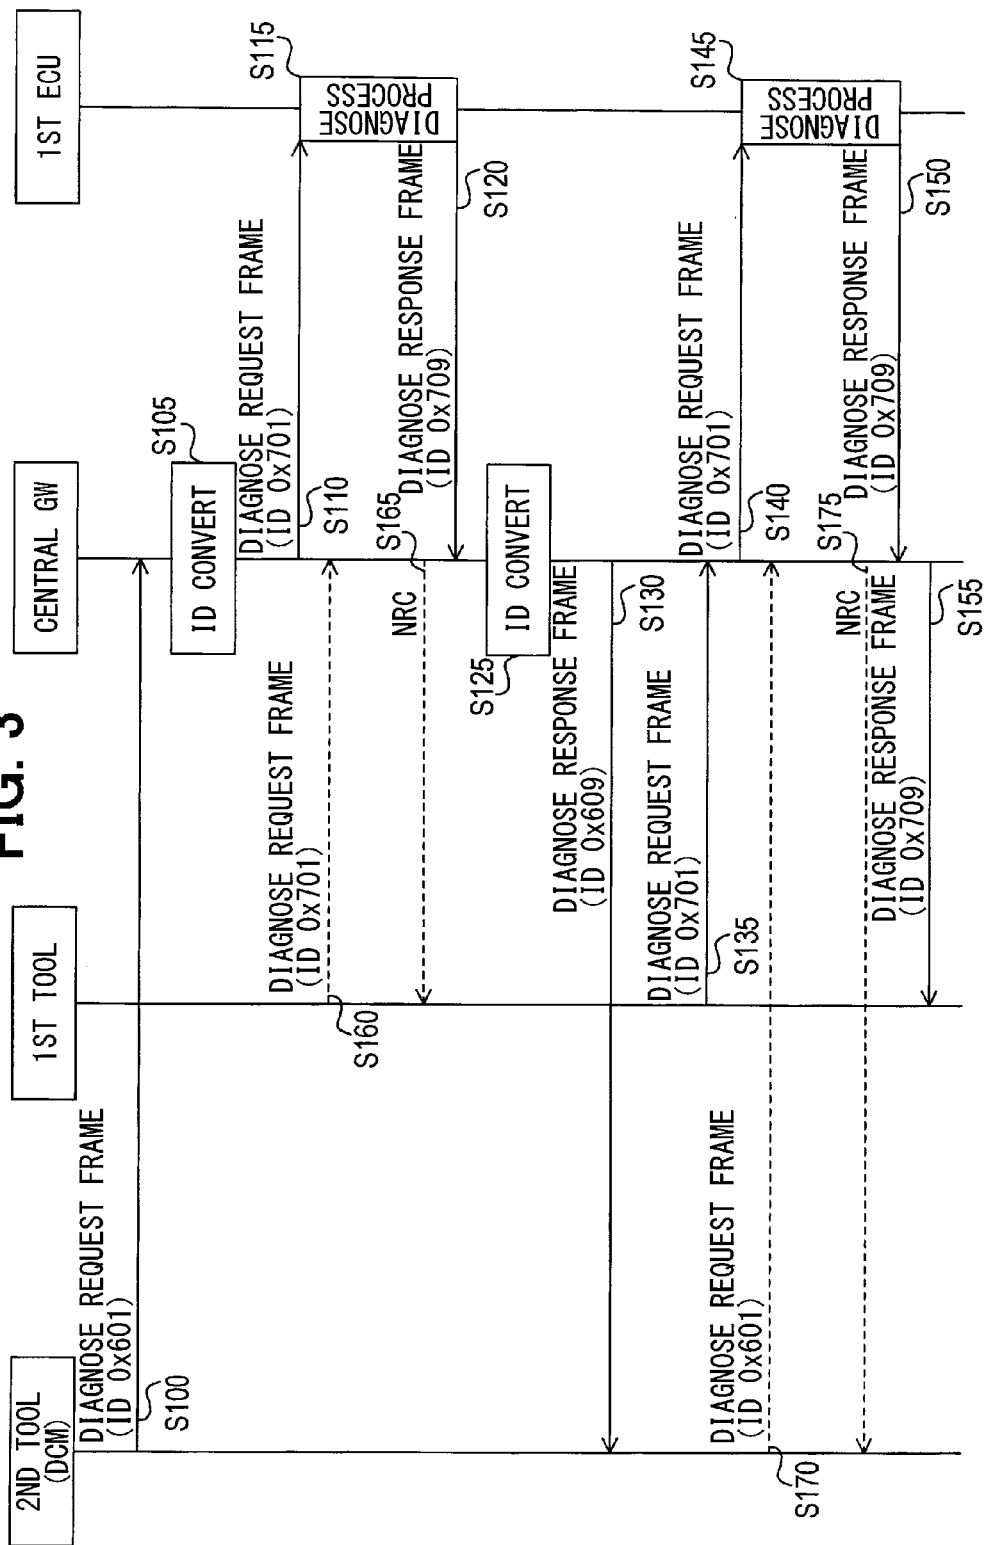 FIG. 3
2ND TOOL
(DCM)
1ST TOOL
CENTRAL GW
1ST ECU
DIAGNOSE REQUEST FRAME
(ID 0x601)
S100
ID CONVERT
S105
DIAGNOSE REQUEST FRAME
(ID 0x701)
S110
DIAGNOSE
PROCESS
S115
DIAGNOSE REQUEST FRAME
(ID 0x701)
S160
NRC
S165
DIAGNOSE RESPONSE FRAME
(ID 0x709)
S120
ID CONVERT
S125
DIAGNOSE RESPONSE FRAME
(ID 0x609)
S130
DIAGNOSE REQUEST FRAME
(ID 0x701)
S135
DIAGNOSE REQUEST FRAME
(ID 0x701)
S140
DIAGNOSE
PROCESS
S145
DIAGNOSE REQUEST FRAME
(ID 0x601)
S170
NRC
S175
DIAGNOSE RESPONSE FRAME
(ID 0x709)
S150
DIAGNOSE RESPONSE FRAME
(ID 0x709)
S155